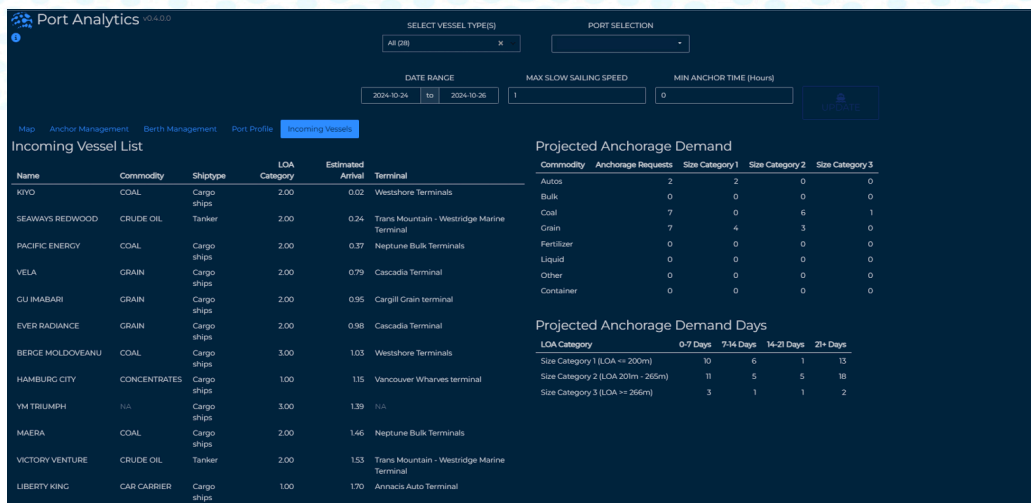 Port Analytics v0.4.0.0
SELECT VESSEL TYPE(S)
All (28) ×
PORT SELECTION
DATE RANGE
2024-10-24 to 2024-10-26
MAX SLOW SAILING SPEED
1
MIN ANCHOR TIME (Hours)
0
UPDATE
Map Anchor Management Berth Management Port Profile Incoming Vessels
Incoming Vessel List
Name Commodity Shiptype LOA Category Estimated Arrival Terminal
KIYO COAL Cargo ships 2.00 0.02 Westshore Terminals
SEAWAYS REDWOOD CRUDE OIL Tanker 2.00 0.24 Trans Mountain - Westridge Marine Terminal
PACIFIC ENERGY COAL Cargo ships 2.00 0.37 Neptune Bulk Terminals
VELA GRAIN Cargo ships 2.00 0.79 Cascadia Terminal
GU IMABARI GRAIN Cargo ships 2.00 0.95 Cargill Grain terminal
EVER RADIANCE GRAIN Cargo ships 2.00 0.98 Cascadia Terminal
BERGE MOLDOVEANU COAL Cargo ships 3.00 1.03 Westshore Terminals
HAMBURG CITY CONCENTRATES Cargo ships 1.00 1.15 Vancouver Wharves terminal
YM TRIUMPH NA Cargo ships 3.00 1.39 NA
MAERA COAL Cargo ships 2.00 1.46 Neptune Bulk Terminals
VICTORY VENTURE CRUDE OIL Tanker 2.00 1.53 Trans Mountain - Westridge Marine Terminal
LIBERTY KING CAR CARRIER Cargo ships 1.00 1.70 Annacis Auto Terminal
Projected Anchorage Demand
Commodity Anchorage Requests Size Category 1 Size Category 2 Size Category 3
Autos 2 2 0 0
Bulk 0 0 0 0
Coal 7 0 6 1
Grain 7 4 3 0
Fertilizer 0 0 0 0
Liquid 0 0 0 0
Other 0 0 0 0
Container 0 0 0 0
Projected Anchorage Demand Days
LOA Category 0-7 Days 7-14 Days 14-21 Days 21+ Days
Size Category 1 (LOA <= 200m) 10 6 1 13
Size Category 2 (LOA 201m - 265m) 11 5 5 18
Size Category 3 (LOA >= 266m) 3 1 1 2